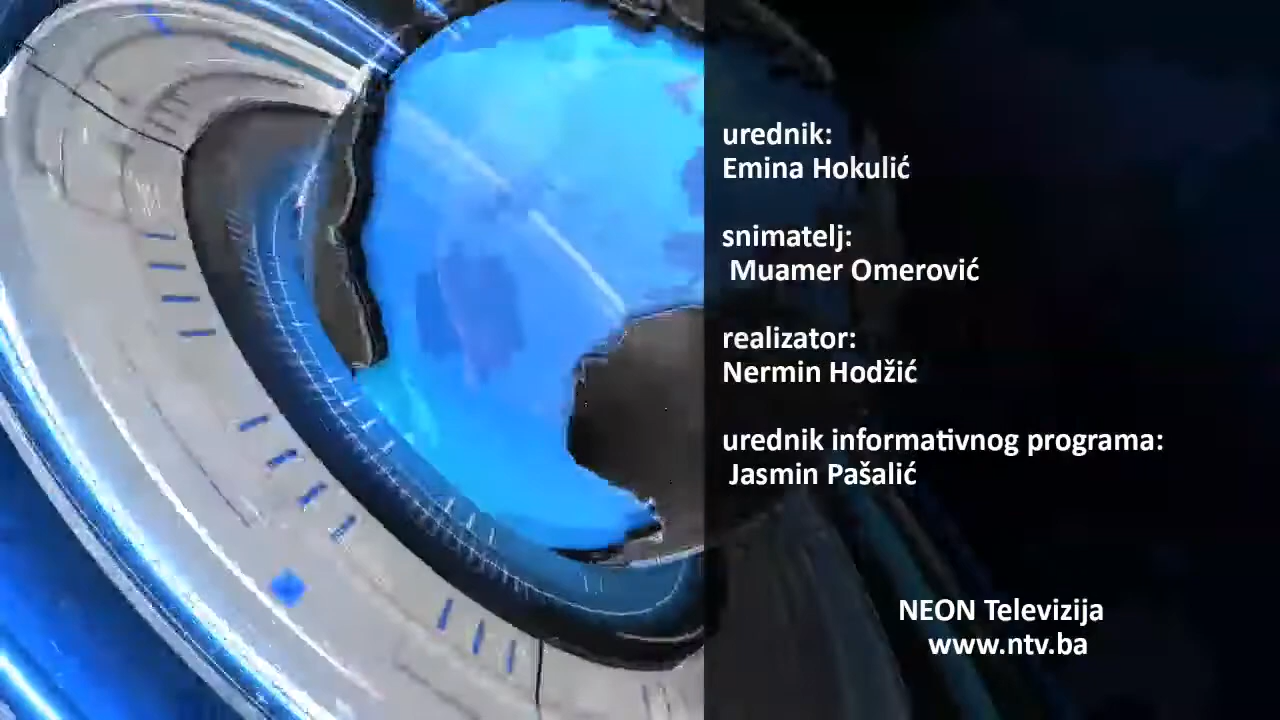 urednik:
Emina Hokulić
snimatelj:
Muamer Omerović
realizator:
Nermin Hodžić
urednik informativnog programa:
Jasmin Pašalić
NEON Televizija
www.ntv.ba